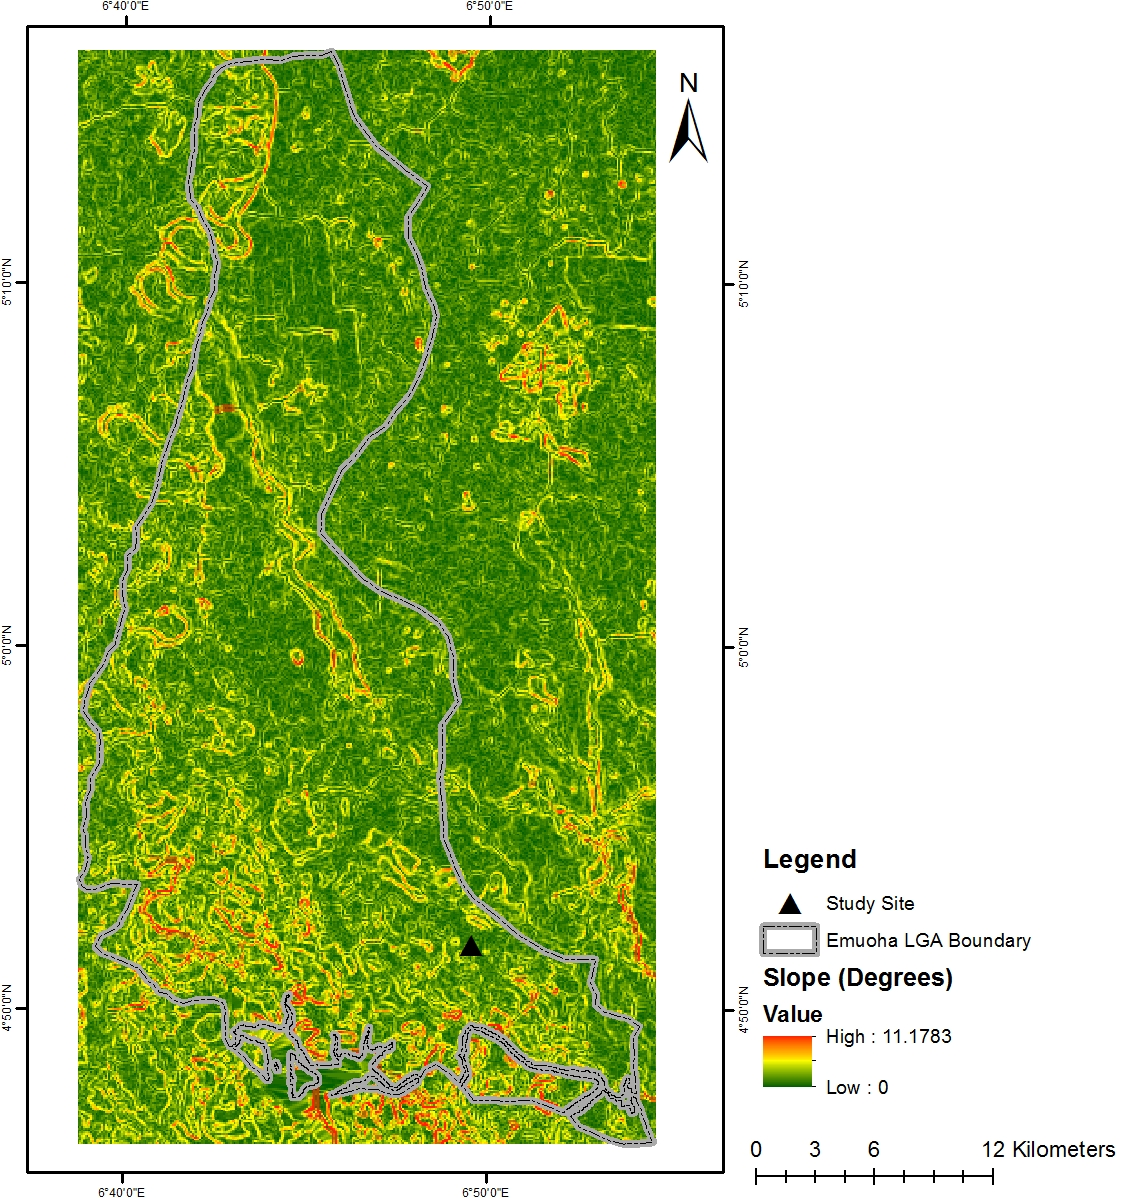 6°40'0"E
6°50'0"E
N
5°10'0"N
5°10'0"N
5°0'0"N
5°0'0"N
4°50'0"N
4°50'0"N
6°40'0"E
6°50'0"E
Legend
Study Site
Emuoha LGA Boundary
Slope (Degrees)
Value
High : 11.1783
Low : 0
0 3 6 12 Kilometers